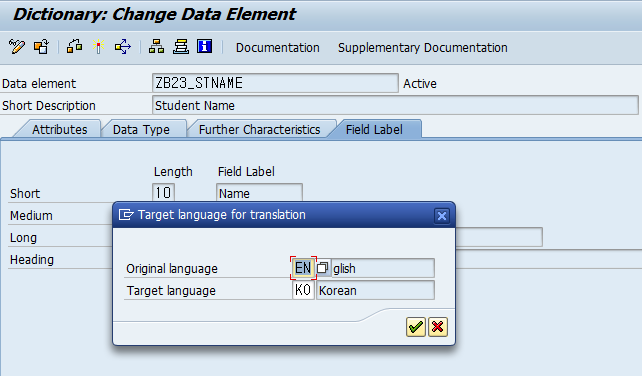 Dictionary: Change Data Element
Documentation Supplementary Documentation
Data element ZB23_STNAME Active
Short Description Student Name
Attributes Data Type Further Characteristics Field Label
Length Field Label
Short 10 Name
Medium
Long
Heading
Target language for translation
Original language EN glish
Target language KO Korean